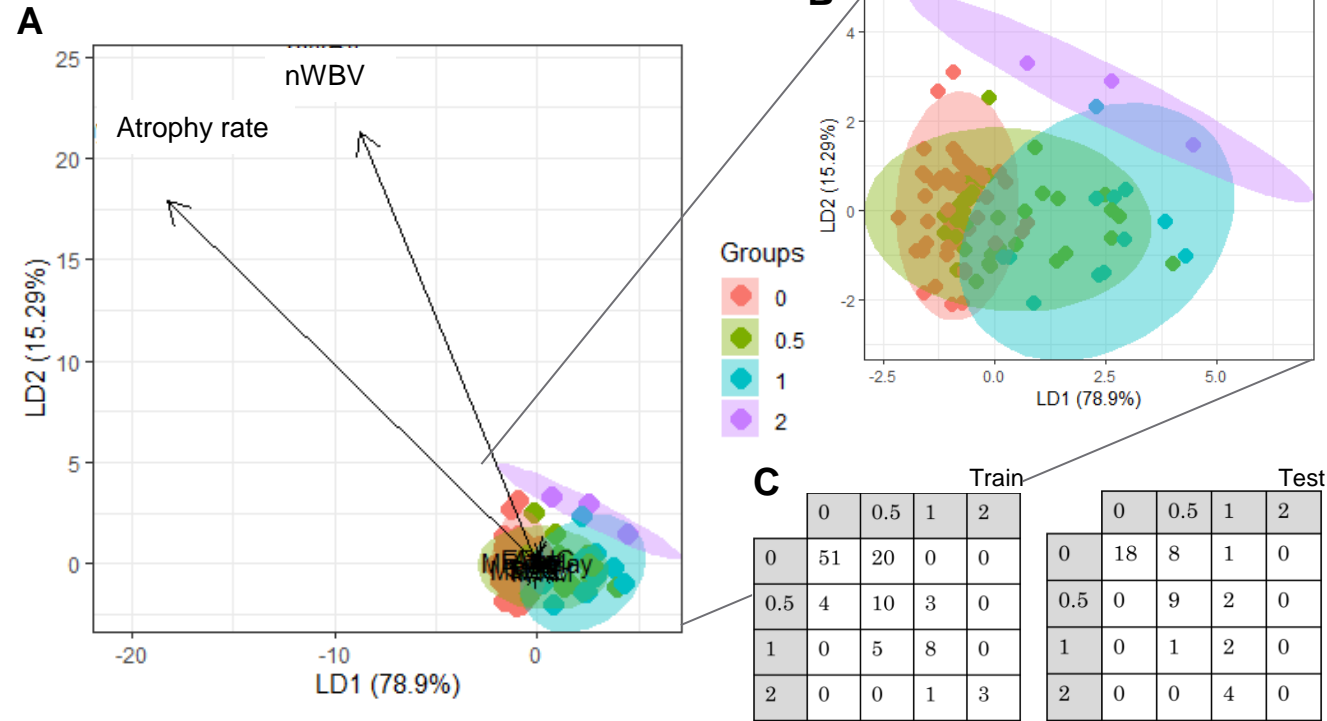 A
nWBV
Atrophy rate
25
20
15
10
5
0
LD2 (15.29%)
-20
-10
0
LD1 (78.9%)
Groups
0
0.5
1
2
B
4
2
0
-2
LD2 (15.29%)
-2.5
0.0
2.5
5.0
LD1 (78.9%)
C
Train
0 0.5 1 2
0 51 20 0 0
0.5 4 10 3 0
1 0 5 8 0
2 0 0 1 3
Test
0 0.5 1 2
0 18 8 1 0
0.5 0 9 2 0
1 0 1 2 0
2 0 0 4 0